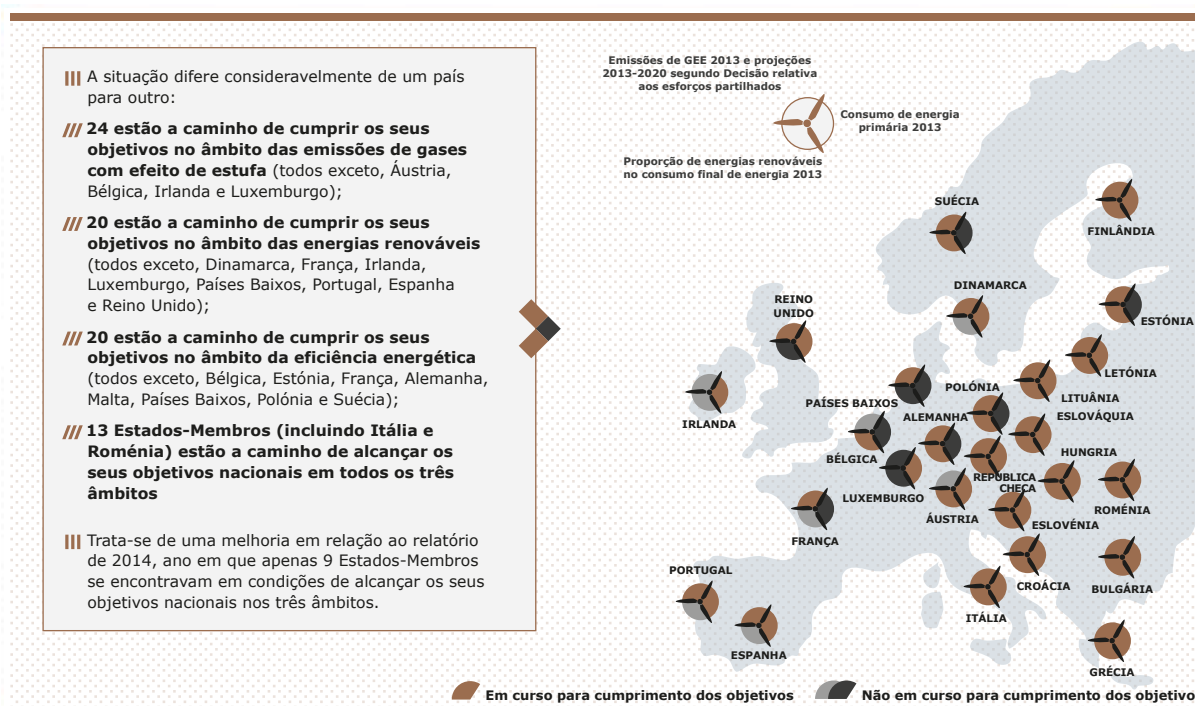 A situação difere consideravelmente de um país
para outro:
24 estão a caminho de cumprir os seus
objetivos no âmbito das emissões de gases
com efeito de estufa (todos exceto, Áustria,
Bélgica, Irlanda e Luxemburgo);
20 estão a caminho de cumprir os seus
objetivos no âmbito das energias renováveis
(todos exceto, Dinamarca, França, Irlanda,
Luxemburgo, Países Baixos, Portugal, Espanha
e Reino Unido);
20 estão a caminho de cumprir os seus
objetivos no âmbito da eficiência energética
(todos exceto, Bélgica, Estónia, França, Alemanha,
Malta, Países Baixos, Polónia e Suécia);
13 Estados-Membros (incluindo Itália e
Roménia) estão a caminho de alcançar os
seus objetivos nacionais em todos os três
âmbitos
Trata-se de uma melhoria em relação ao relatório
de 2014, ano em que apenas 9 Estados-Membros
se encontravam em condições de alcançar os seus
objetivos nacionais nos três âmbitos.
Emissões de GEE 2013 e projeções
2013-2020 segundo Decisão relativa
aos esforços partilhados
Consumo de energia
primária 2013
Proporção de energias renováveis
no consumo final de energia 2013
SUÉCIA
FINLÂNDIA
DINAMARCA
REINO
UNIDO
ESTÓNIA
LETÓNIA
POLÓNIA
LITUÂNIA
PAÍSES BAIXOS
ALEMANHA
ESLOVÁQUIA
IRLANDA
BÉLGICA
HUNGRIA
REPÚBLICA
CHECA
LUXEMBURGO
ROMÉNIA
ÁUSTRIA
ESLOVÉNIA
FRANÇA
PORTUGAL
CROÁCIA
BULGÁRIA
ITÁLIA
ESPANHA
GRÉCIA
Em curso para cumprimento dos objetivos
Não em curso para cumprimento dos objetivo